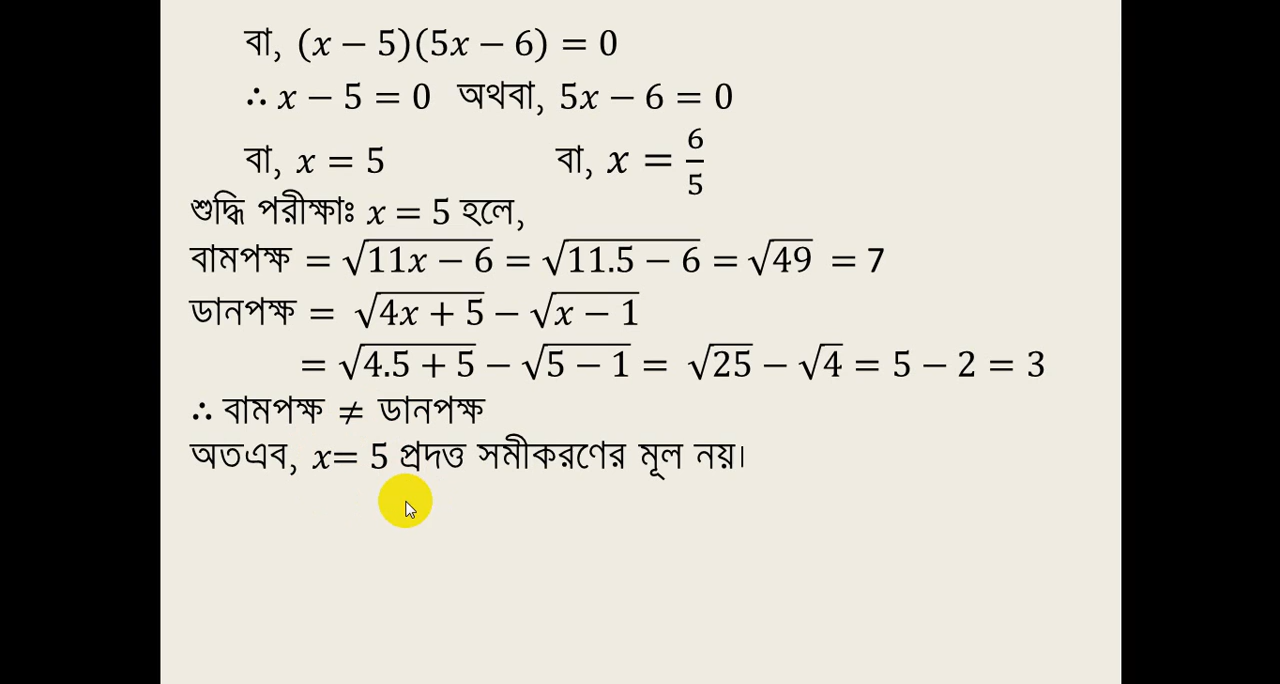 বা, (x − 5)(5x − 6) = 0
∴ x − 5 = 0 অথবা, 5x − 6 = 0
বা, x = 5 বা, x = 6/5
শুদ্ধি পরীক্ষাঃ x = 5 হলে,
বামপক্ষ = √(11x − 6) = √(11.5 − 6) = √49 = 7
ডানপক্ষ = √(4x + 5) − √(x − 1)
= √(4.5 + 5) − √(5 − 1) = √25 − √4 = 5 − 2 = 3
∴ বামপক্ষ ≠ ডানপক্ষ
অতএব, x= 5 প্রদত্ত সমীকরণের মূল নয়।